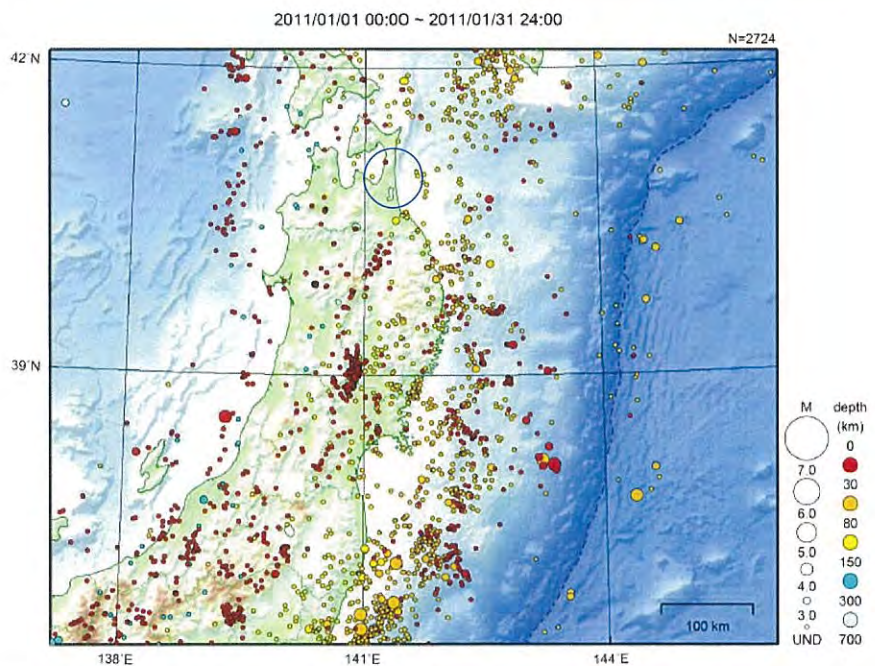 2011/01/01 00:00 ~ 2011/01/31 24:00
N=2724
42°N
39°N
138°E
141°E
144°E
100 km
M
7.0
6.0
5.0
4.0
3.0
UND
depth
(km)
0
30
80
150
300
700